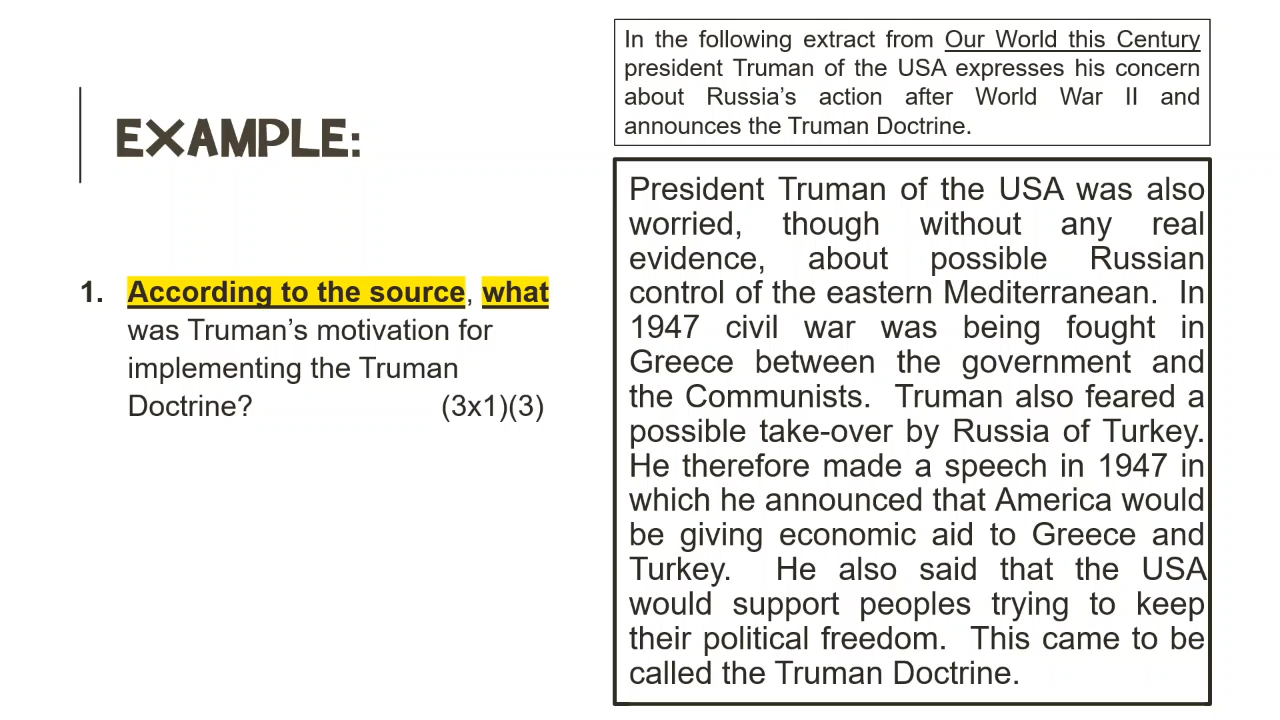 EXAMPLE:
1. According to the source, what
was Truman's motivation for
implementing the Truman
Doctrine? (3x1)(3)
In the following extract from Our World this Century
president Truman of the USA expresses his concern
about Russia's action after World War II and
announces the Truman Doctrine.
President Truman of the USA was also
worried, though without any real
evidence, about possible Russian
control of the eastern Mediterranean. In
1947 civil war was being fought in
Greece between the government and
the Communists. Truman also feared a
possible take-over by Russia of Turkey.
He therefore made a speech in 1947 in
which he announced that America would
be giving economic aid to Greece and
Turkey. He also said that the USA
would support peoples trying to keep
their political freedom. This came to be
called the Truman Doctrine.